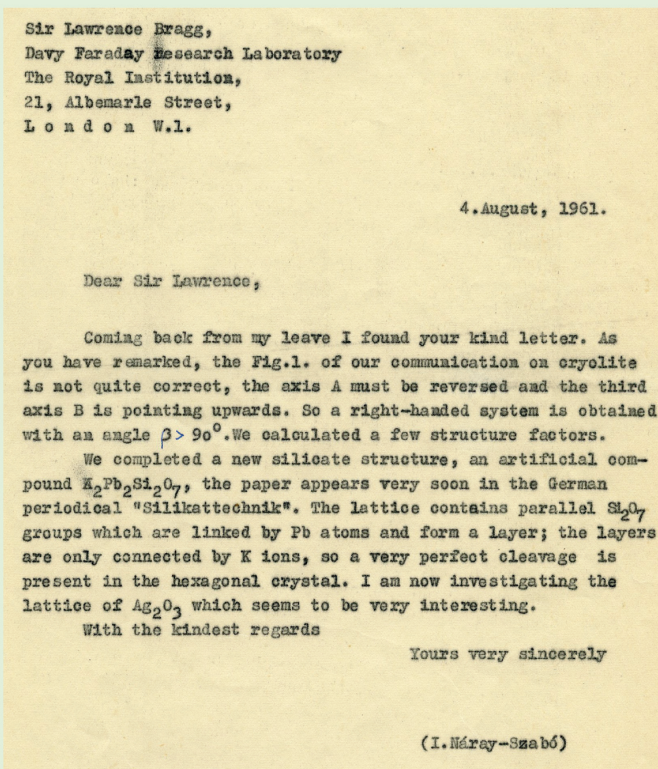 Sir Lawrence Bragg,
Davy Faraday Research Laboratory
The Royal Institution,
21, Albemarle Street,
L o n d o n  W.1.
4.August, 1961.
Dear Sir Lawrence,
Coming back from my leave I found your kind letter. As
you have remarked, the Fig.1. of our communication on cryolite
is not quite correct, the axis A must be reversed and the third
axis B is pointing upwards. So a right-handed system is obtained
with an angle β > 90°.We calculated a few structure factors.
We completed a new silicate structure, an artificial com-
pound K₂Pb₂Si₂O₇, the paper appears very soon in the German
periodical "Silikattechnik". The lattice contains parallel Si₂O₇
groups which are linked by Pb atoms and form a layer; the layers
are only connected by K ions, so a very perfect cleavage is
present in the hexagonal crystal. I am now investigating the
lattice of Ag₂O₃ which seems to be very interesting.
With the kindest regards
Yours very sincerely
(I.Náray-Szabó)